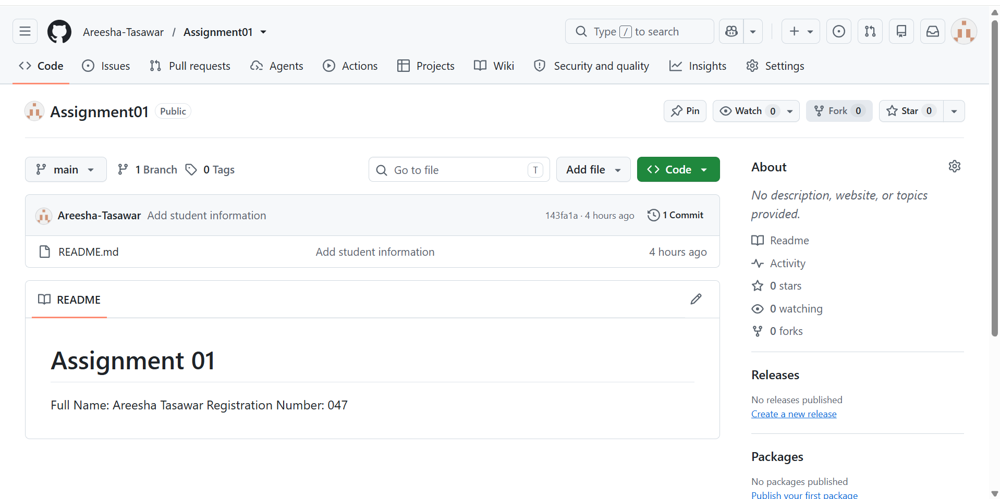 Areesha-Tasawar / Assignment01
Type / to search
Code Issues Pull requests Agents Actions Projects Wiki Security and quality Insights Settings
Assignment01 Public
Pin Watch 0 Fork 0 Star 0
main 1 Branch 0 Tags Go to file T Add file Code
Areesha-Tasawar Add student information 143fa1a · 4 hours ago 1 Commit
README.md Add student information 4 hours ago
README
Assignment 01
Full Name: Areesha Tasawar Registration Number: 047
About
No description, website, or topics
provided.
Readme
Activity
0 stars
0 watching
0 forks
Releases
No releases published
Create a new release
Packages
No packages published
Publish your first package